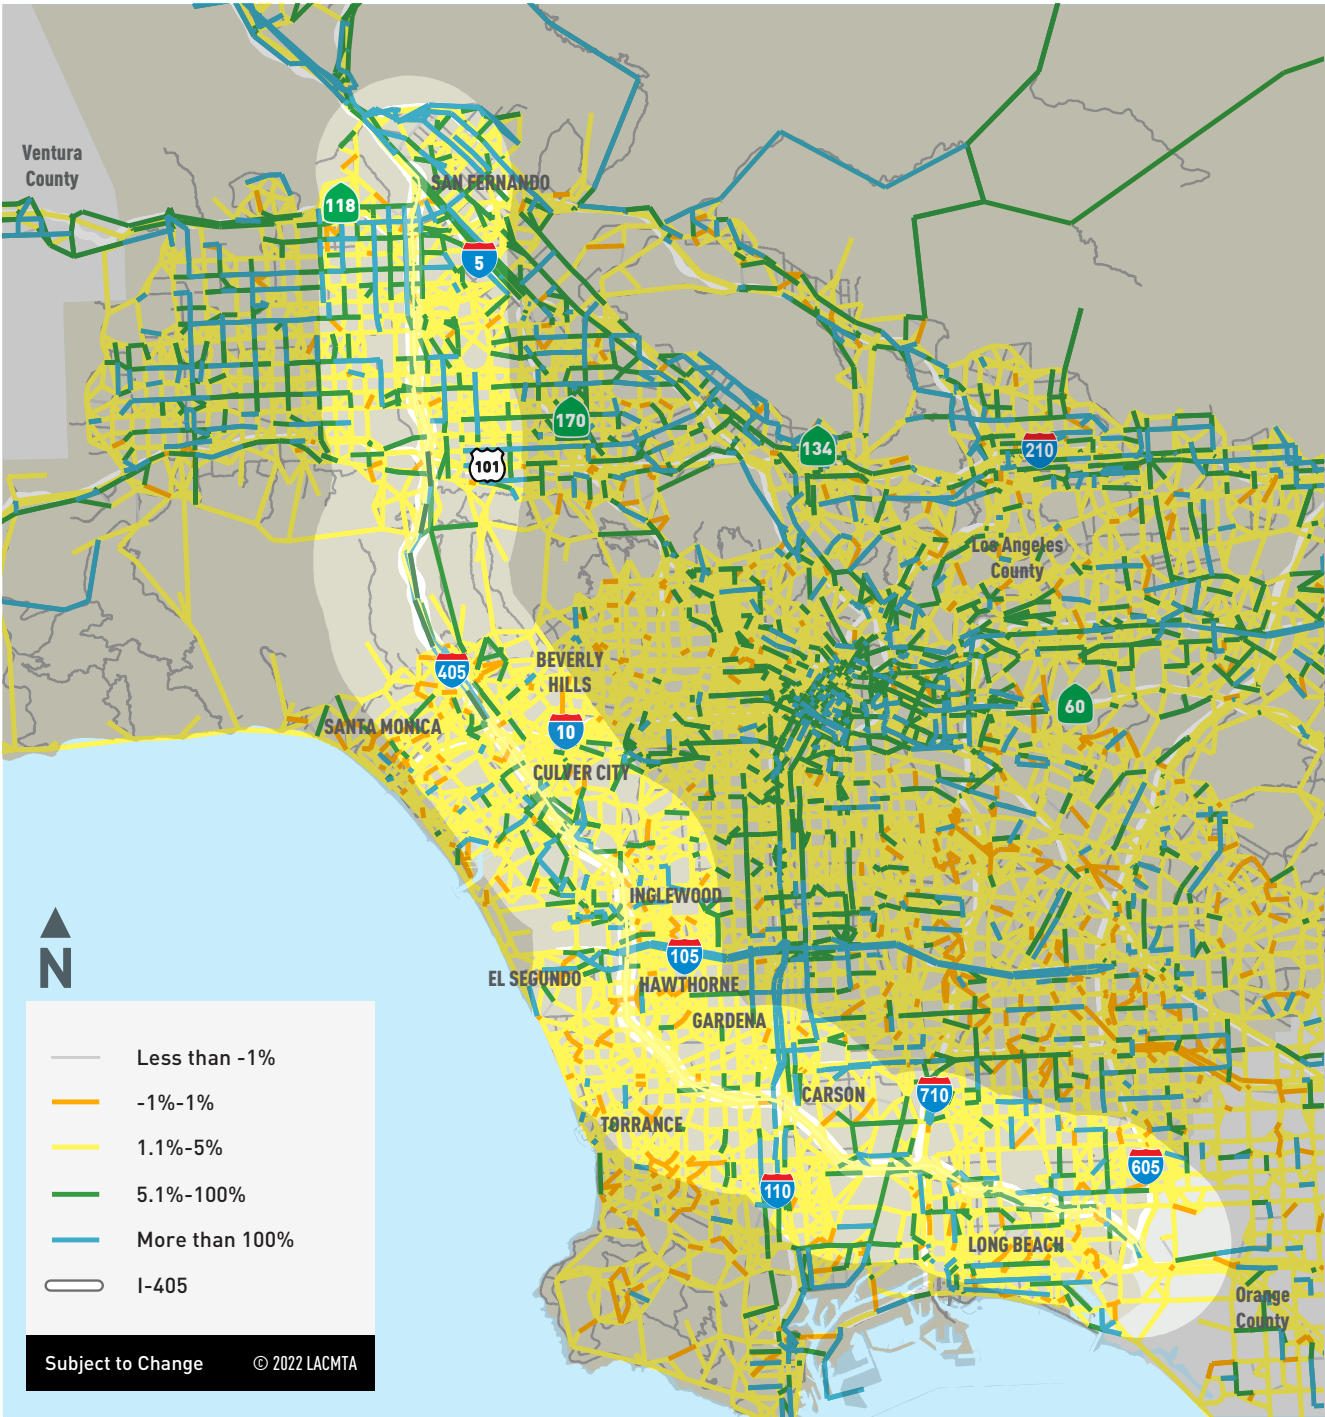 Ventura
County
SAN FERNANDO
118
5
170
101
134
210
Los Angeles
County
BEVERLY
HILLS
405
60
SANTA MONICA
10
CULVER CITY
INGLEWOOD
105
EL SEGUNDO
HAWTHORNE
GARDENA
CARSON
710
TORRANCE
605
110
LONG BEACH
Orange
County
N
Less than -1%
-1%-1%
1.1%-5%
5.1%-100%
More than 100%
I-405
Subject to Change © 2022 LACMTA